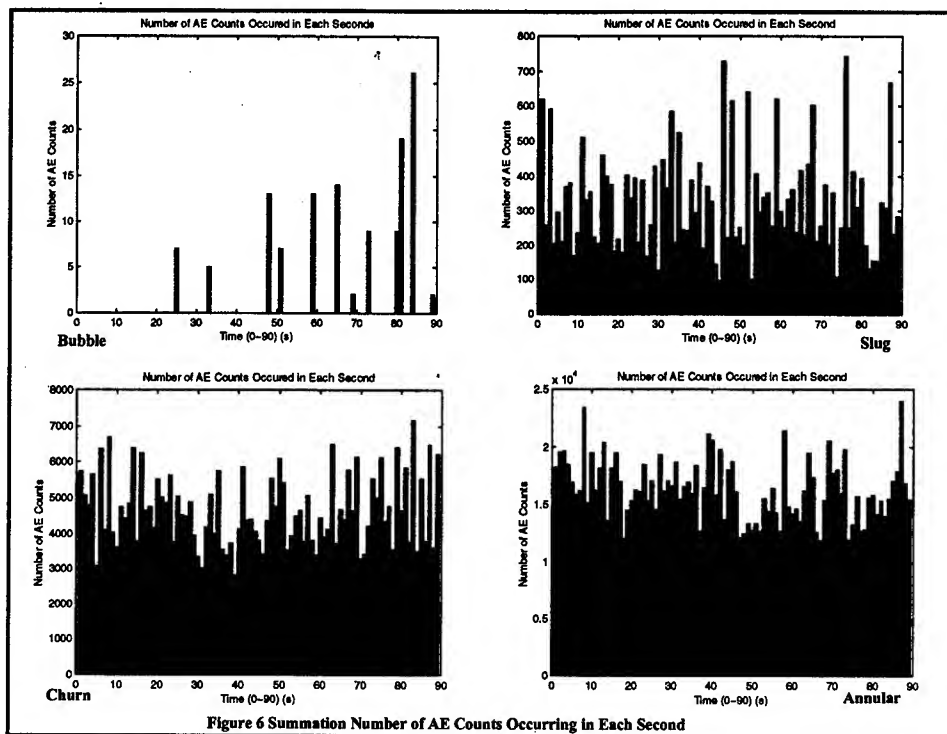 Number of AE Counts Occured in Each Seconde
30
25
20
15
10
5
0
Number of AE Counts
0 10 20 30 40 50 60 70 80 90
Time (0-90) (s)
Bubble
Number of AE Counts Occured in Each Second
800
700
600
500
400
300
200
100
0
Number of AE Counts
0 10 20 30 40 50 60 70 80 90
Time (0-90) (s)
Slug
Number of AE Counts Occured in Each Second
8000
7000
6000
5000
4000
3000
2000
1000
0
Number of AE Counts
0 10 20 30 40 50 60 70 80 90
Time (0-90) (s)
Churn
Number of AE Counts Occured in Each Second
x 10⁴
2.5
2
1.5
1
0.5
0
Number of AE Counts
0 10 20 30 40 50 60 70 80 90
Time (0-90) (s)
Annular
Figure 6 Summation Number of AE Counts Occurring in Each Second